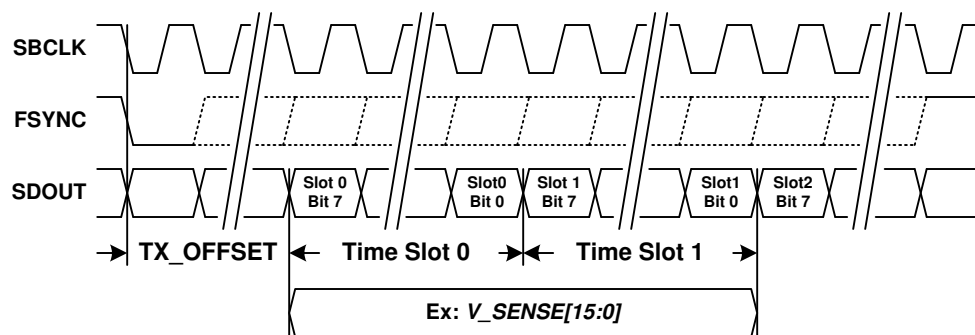 SBCLK
FSYNC
SDOUT
Slot 0
Bit 7
Slot0
Bit 0
Slot 1
Bit 7
Slot1
Bit 0
Slot2
Bit 7
TX_OFFSET
Time Slot 0
Time Slot 1
Ex: V_SENSE[15:0]